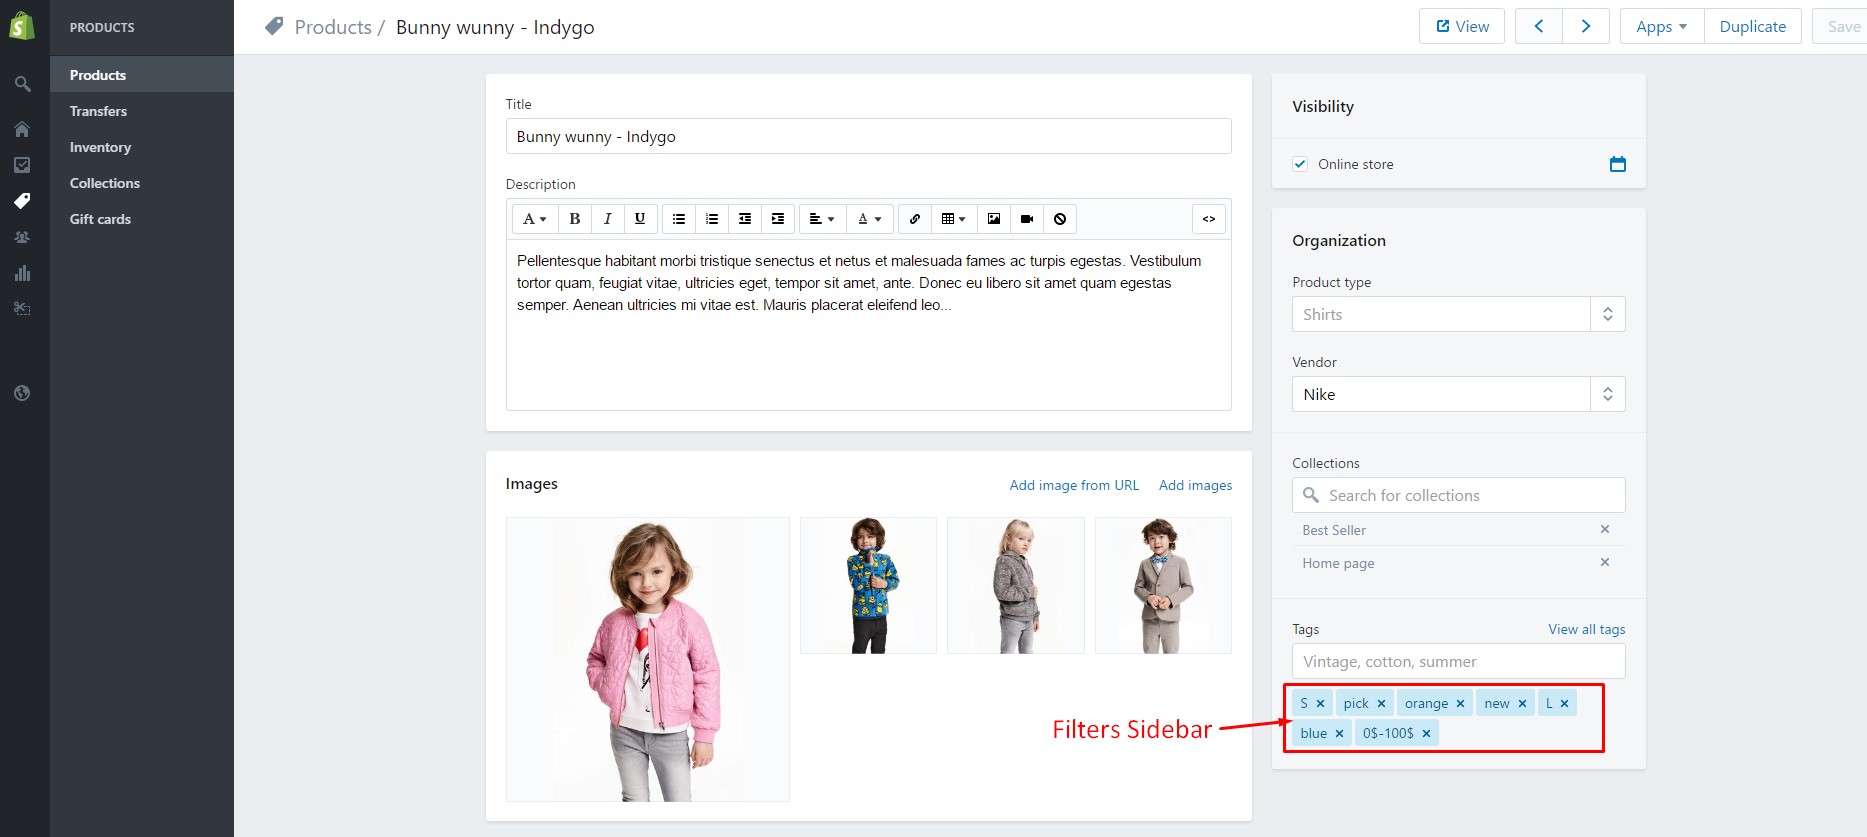 PRODUCTS
Products
Transfers
Inventory
Collections
Gift cards
Products / Bunny wunny - Indygo
View
Apps
Duplicate
Save
Title
Bunny wunny - Indygo
Description
A B I U A <>
Pellentesque habitant morbi tristique senectus et netus et malesuada fames ac turpis egestas. Vestibulum
tortor quam, feugiat vitae, ultricies eget, tempor sit amet, ante. Donec eu libero sit amet quam egestas
semper. Aenean ultricies mi vitae est. Mauris placerat eleifend leo...
Images
Add image from URL
Add images
Visibility
Online store
Organization
Product type
Shirts
Vendor
Nike
Collections
Search for collections
Best Seller ×
Home page ×
Tags
View all tags
Vintage, cotton, summer
S × pick × orange × new × L ×
blue × 0$-100$ ×
Filters Sidebar